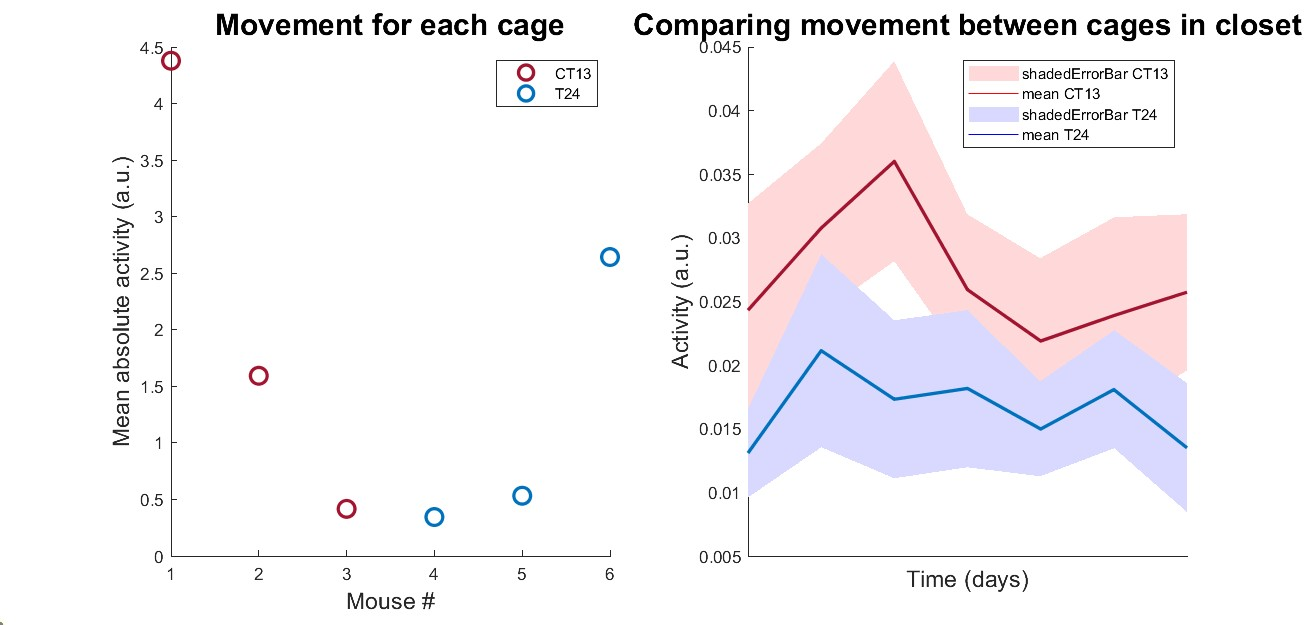 Movement for each cage
4.5
4
3.5
3
2.5
2
1.5
1
0.5
0
1 2 3 4 5 6
Mean absolute activity (a.u.)
Mouse #
CT13
T24
Comparing movement between cages in closet
0.045
0.04
0.035
0.03
0.025
0.02
0.015
0.01
0.005
Activity (a.u.)
Time (days)
shadedErrorBar CT13
mean CT13
shadedErrorBar T24
mean T24